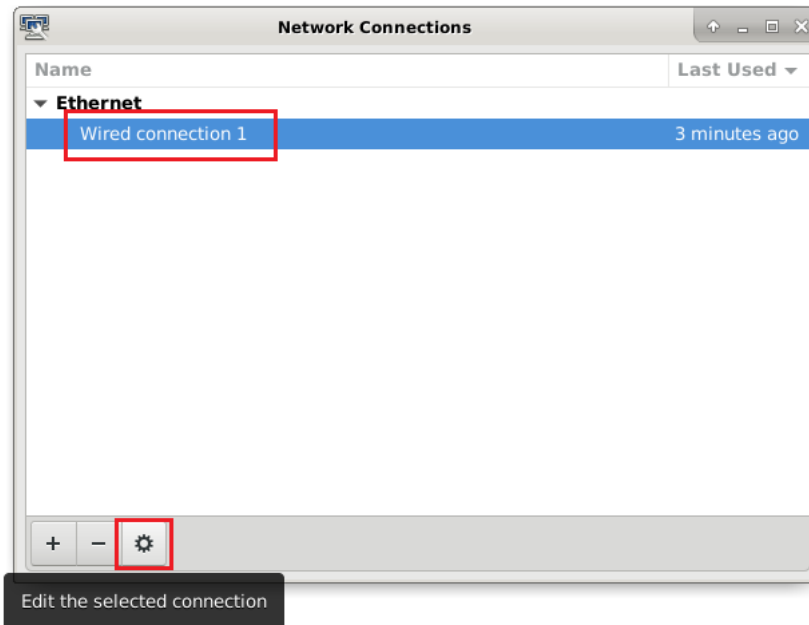 Network Connections
Name Last Used
Ethernet
Wired connection 1 3 minutes ago
Edit the selected connection